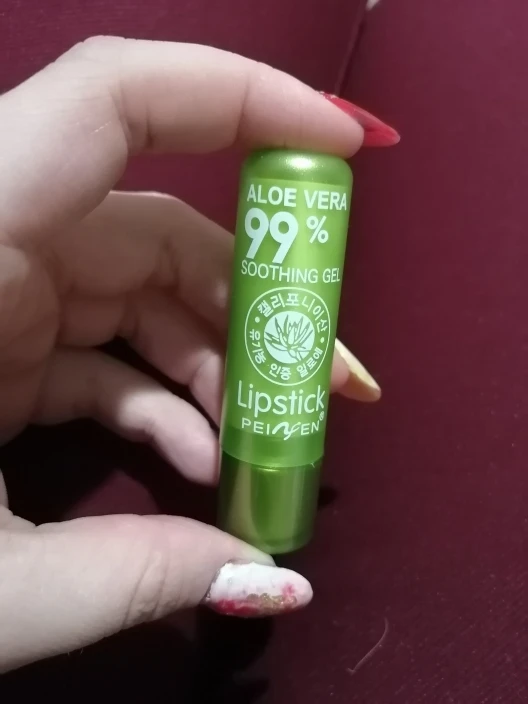 ALOE VERA
99 %
SOOTHING GEL
캘리포니아산
유기농 인증 알로에
Lipstick
PEIYEN®